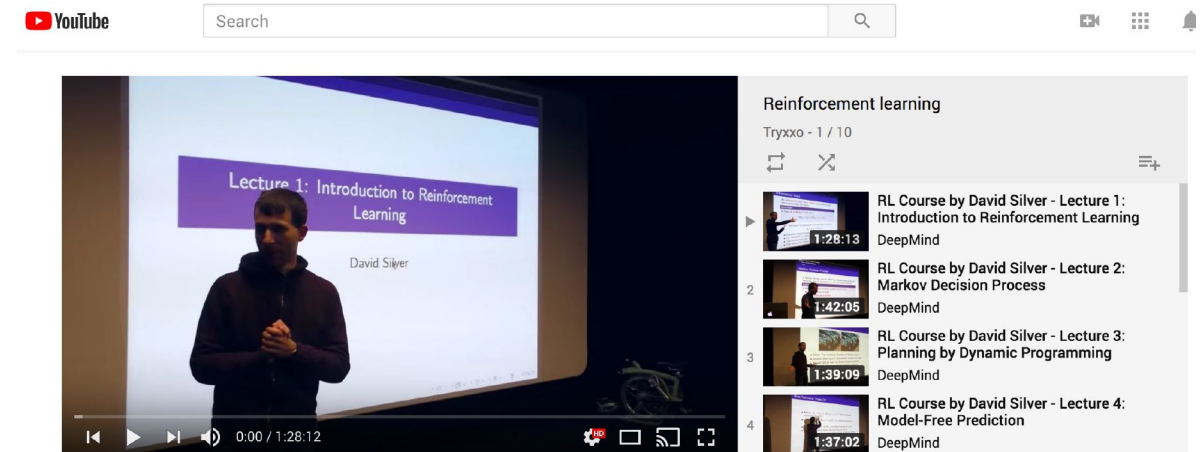 YouTube
Search
Lecture 1: Introduction to Reinforcement
Learning
David Silver
0:00 / 1:28:12
HD
Reinforcement learning
Tryxxo - 1 / 10
RL Course by David Silver - Lecture 1:
Introduction to Reinforcement Learning
1:28:13
DeepMind
2
RL Course by David Silver - Lecture 2:
Markov Decision Process
1:42:05
DeepMind
3
RL Course by David Silver - Lecture 3:
Planning by Dynamic Programming
1:39:09
DeepMind
4
RL Course by David Silver - Lecture 4:
Model-Free Prediction
1:37:02
DeepMind